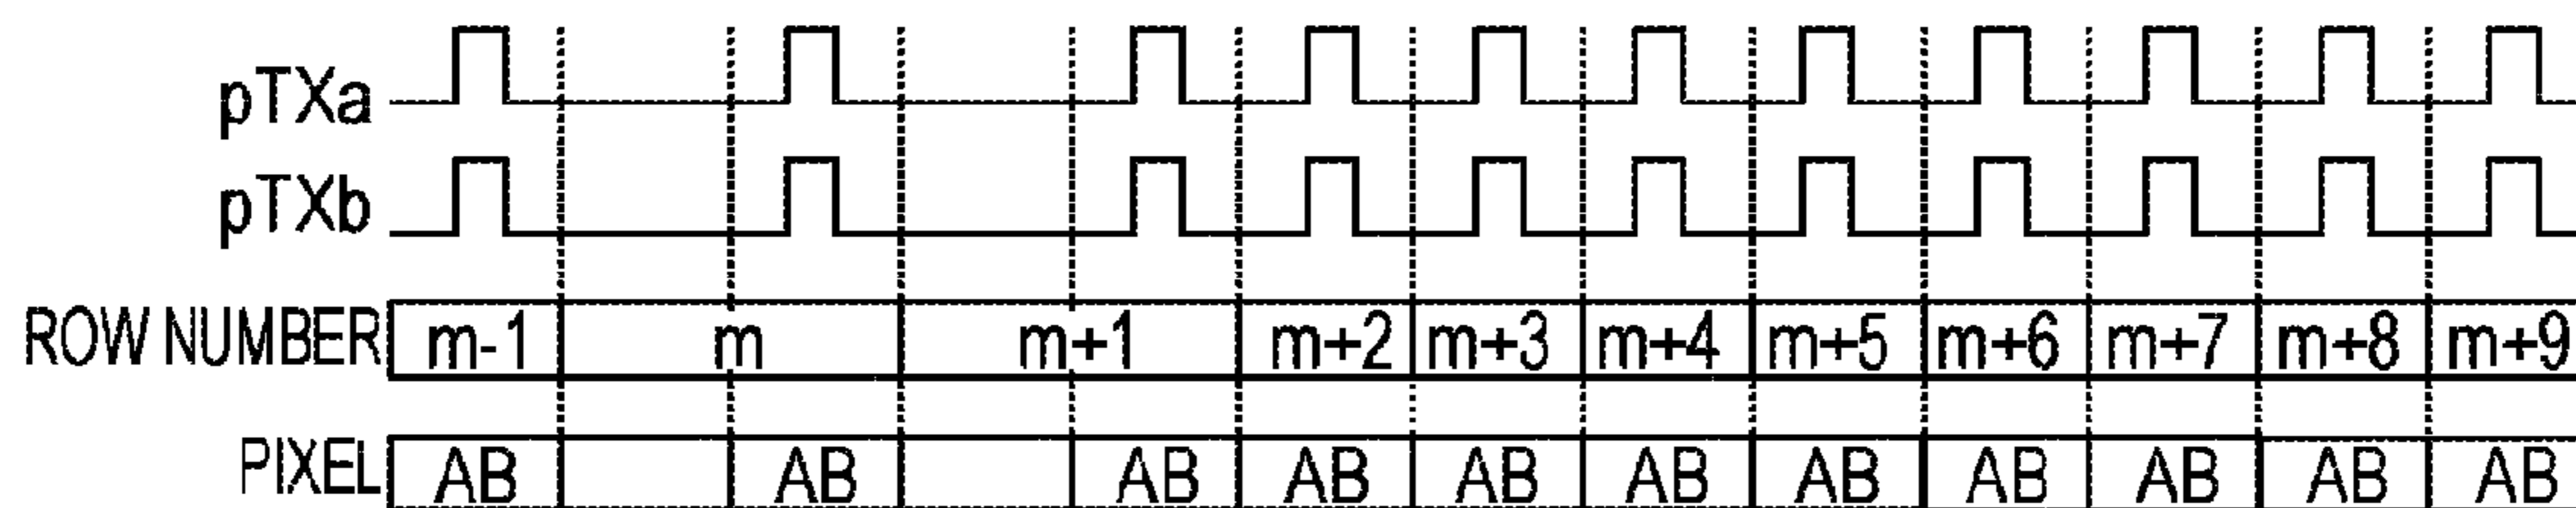 pTXa
pTXb
ROW NUMBER m-1 m m+1 m+2 m+3 m+4 m+5 m+6 m+7 m+8 m+9
PIXEL AB AB AB AB AB AB AB AB AB AB AB